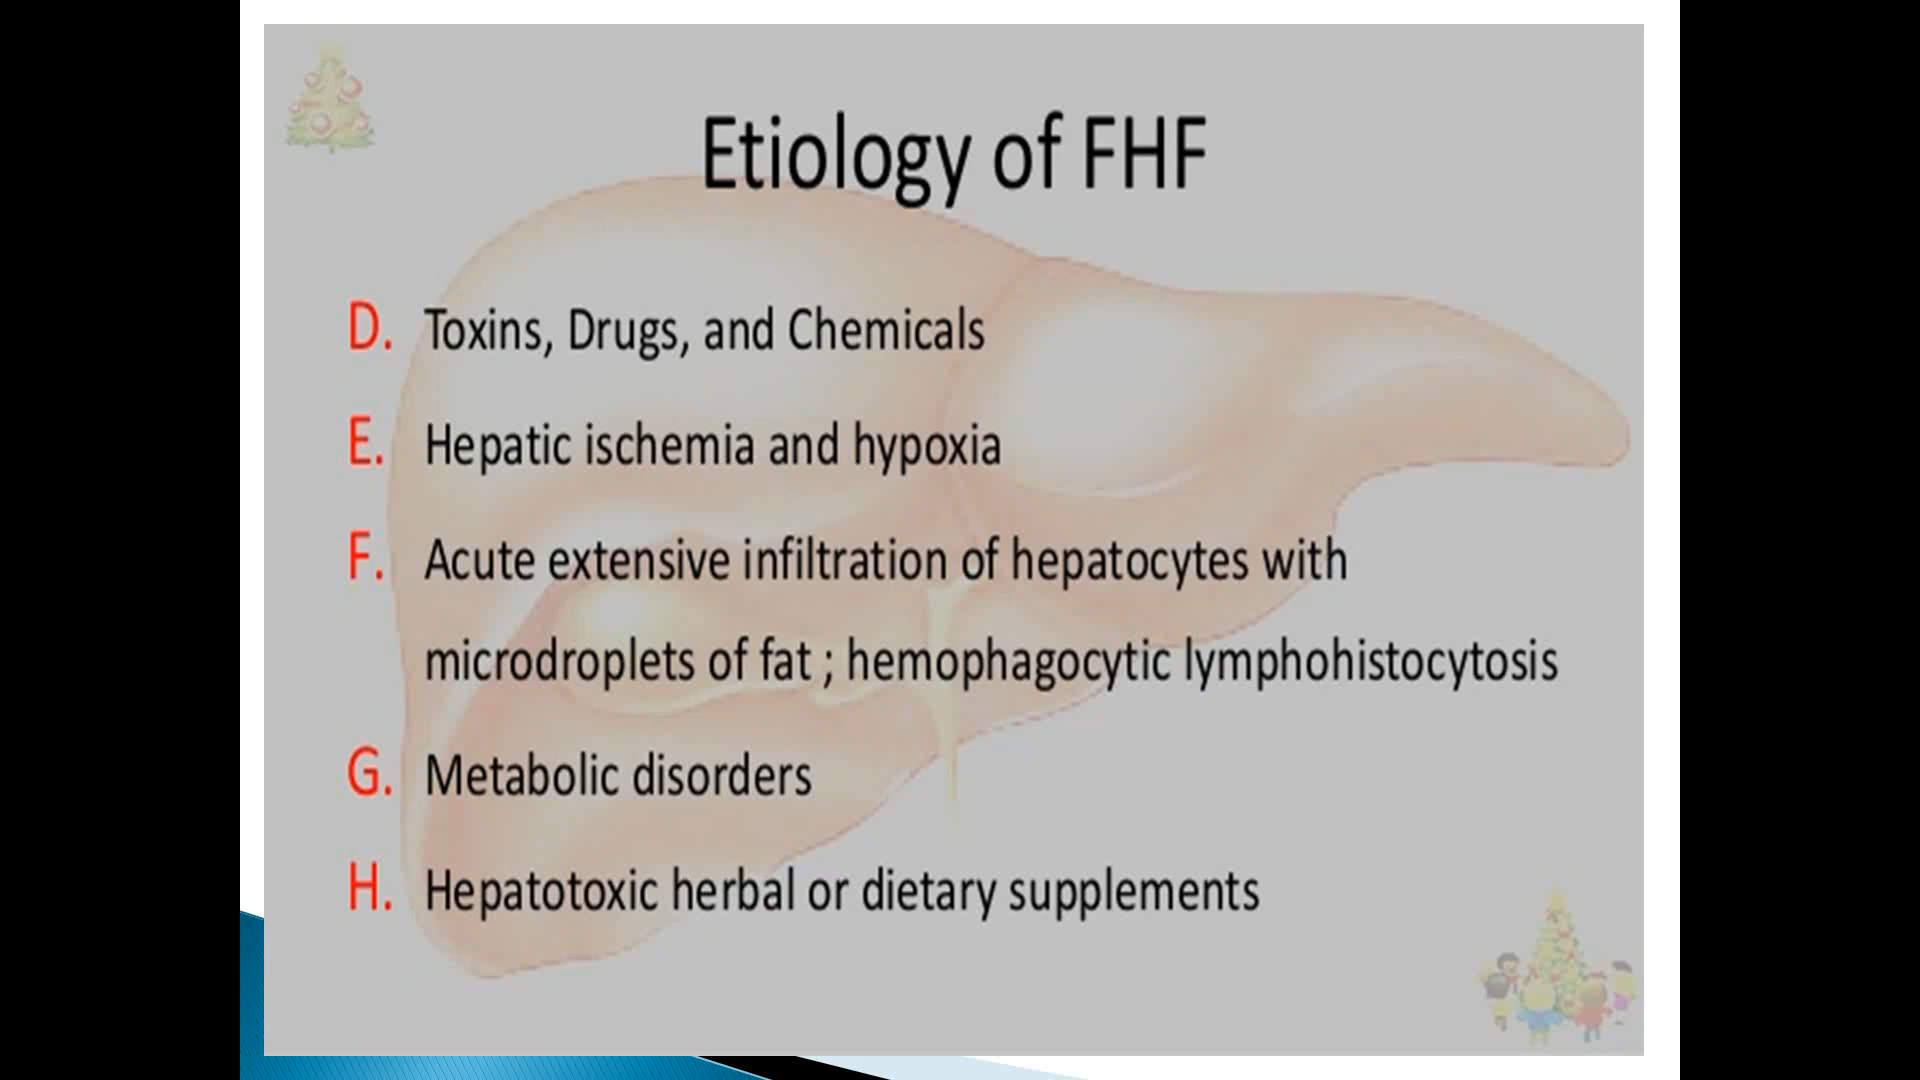 Etiology of FHF
D. Toxins, Drugs, and Chemicals
E. Hepatic ischemia and hypoxia
F. Acute extensive infiltration of hepatocytes with
microdroplets of fat ; hemophagocytic lymphohistocytosis
G. Metabolic disorders
H. Hepatotoxic herbal or dietary supplements